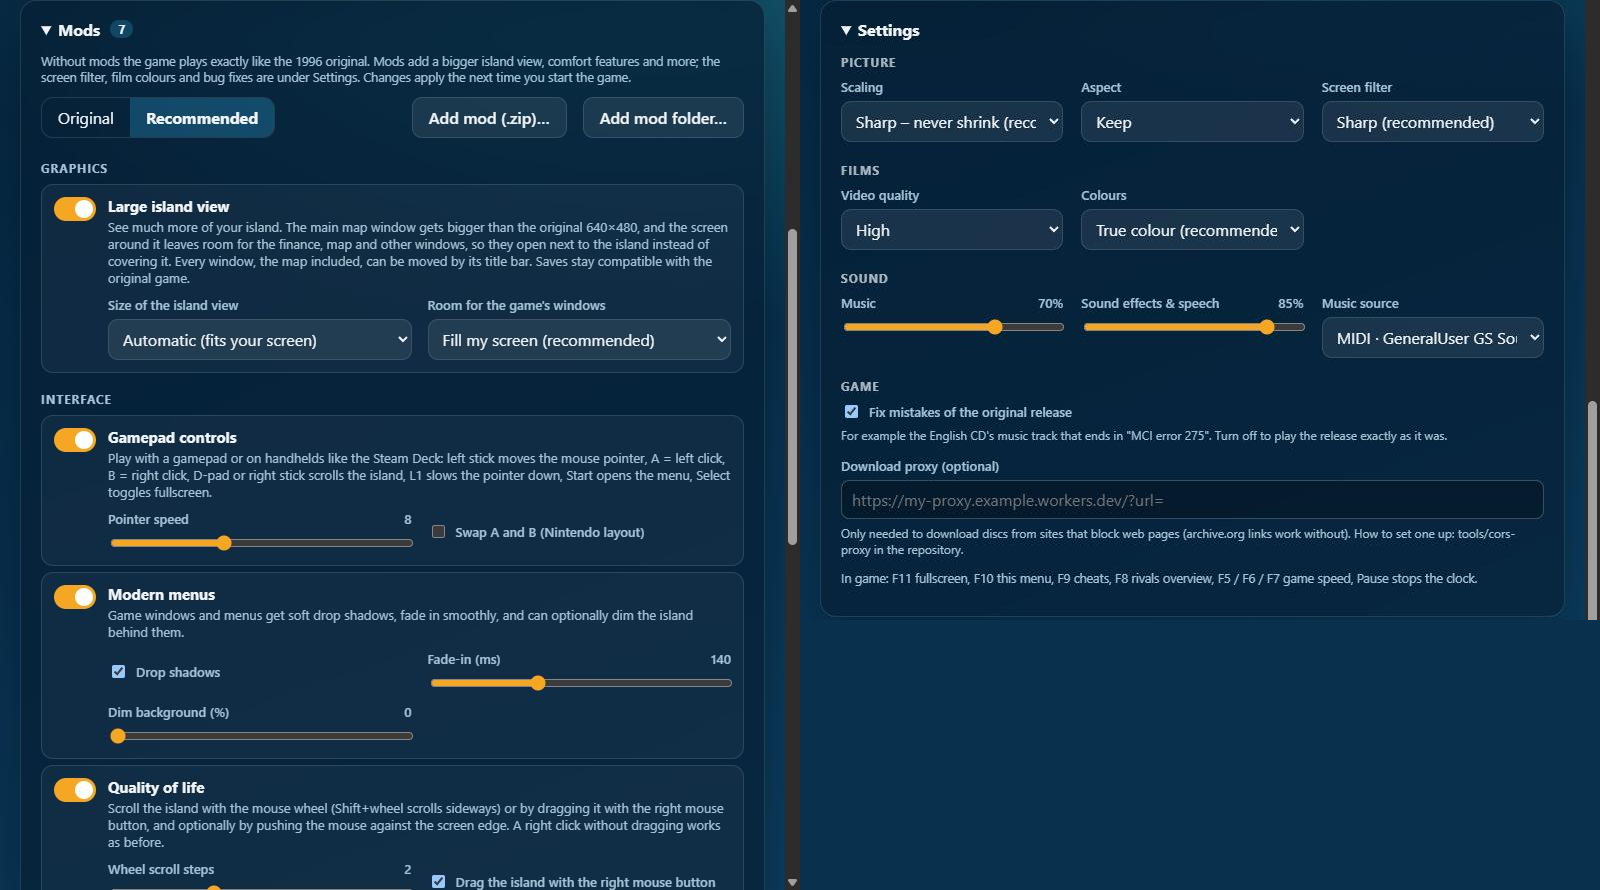 ▼ Mods 7
Without mods the game plays exactly like the 1996 original. Mods add a bigger island view, comfort features and more; the
screen filter, film colours and bug fixes are under Settings. Changes apply the next time you start the game.
Original Recommended Add mod (.zip)... Add mod folder...
GRAPHICS
Large island view
See much more of your island. The main map window gets bigger than the original 640×480, and the screen
around it leaves room for the finance, map and other windows, so they open next to the island instead of
covering it. Every window, the map included, can be moved by its title bar. Saves stay compatible with the
original game.
Size of the island view Room for the game's windows
Automatic (fits your screen) Fill my screen (recommended)
INTERFACE
Gamepad controls
Play with a gamepad or on handhelds like the Steam Deck: left stick moves the mouse pointer, A = left click,
B = right click, D-pad or right stick scrolls the island, L1 slows the pointer down, Start opens the menu, Select
toggles fullscreen.
Pointer speed 8 Swap A and B (Nintendo layout)
Modern menus
Game windows and menus get soft drop shadows, fade in smoothly, and can optionally dim the island
behind them.
Drop shadows Fade-in (ms) 140
Dim background (%) 0
Quality of life
Scroll the island with the mouse wheel (Shift+wheel scrolls sideways) or by dragging it with the right mouse
button, and optionally by pushing the mouse against the screen edge. A right click without dragging works
as before.
Wheel scroll steps 2 Drag the island with the right mouse button
▼ Settings
PICTURE
Scaling Aspect Screen filter
Sharp – never shrink (recc Keep Sharp (recommended)
FILMS
Video quality Colours
High True colour (recommende
SOUND
Music 70% Sound effects & speech 85% Music source
MIDI · GeneralUser GS Sou
GAME
Fix mistakes of the original release
For example the English CD's music track that ends in "MCI error 275". Turn off to play the release exactly as it was.
Download proxy (optional)
https://my-proxy.example.workers.dev/?url=
Only needed to download discs from sites that block web pages (archive.org links work without). How to set one up: tools/cors-
proxy in the repository.
In game: F11 fullscreen, F10 this menu, F9 cheats, F8 rivals overview, F5 / F6 / F7 game speed, Pause stops the clock.